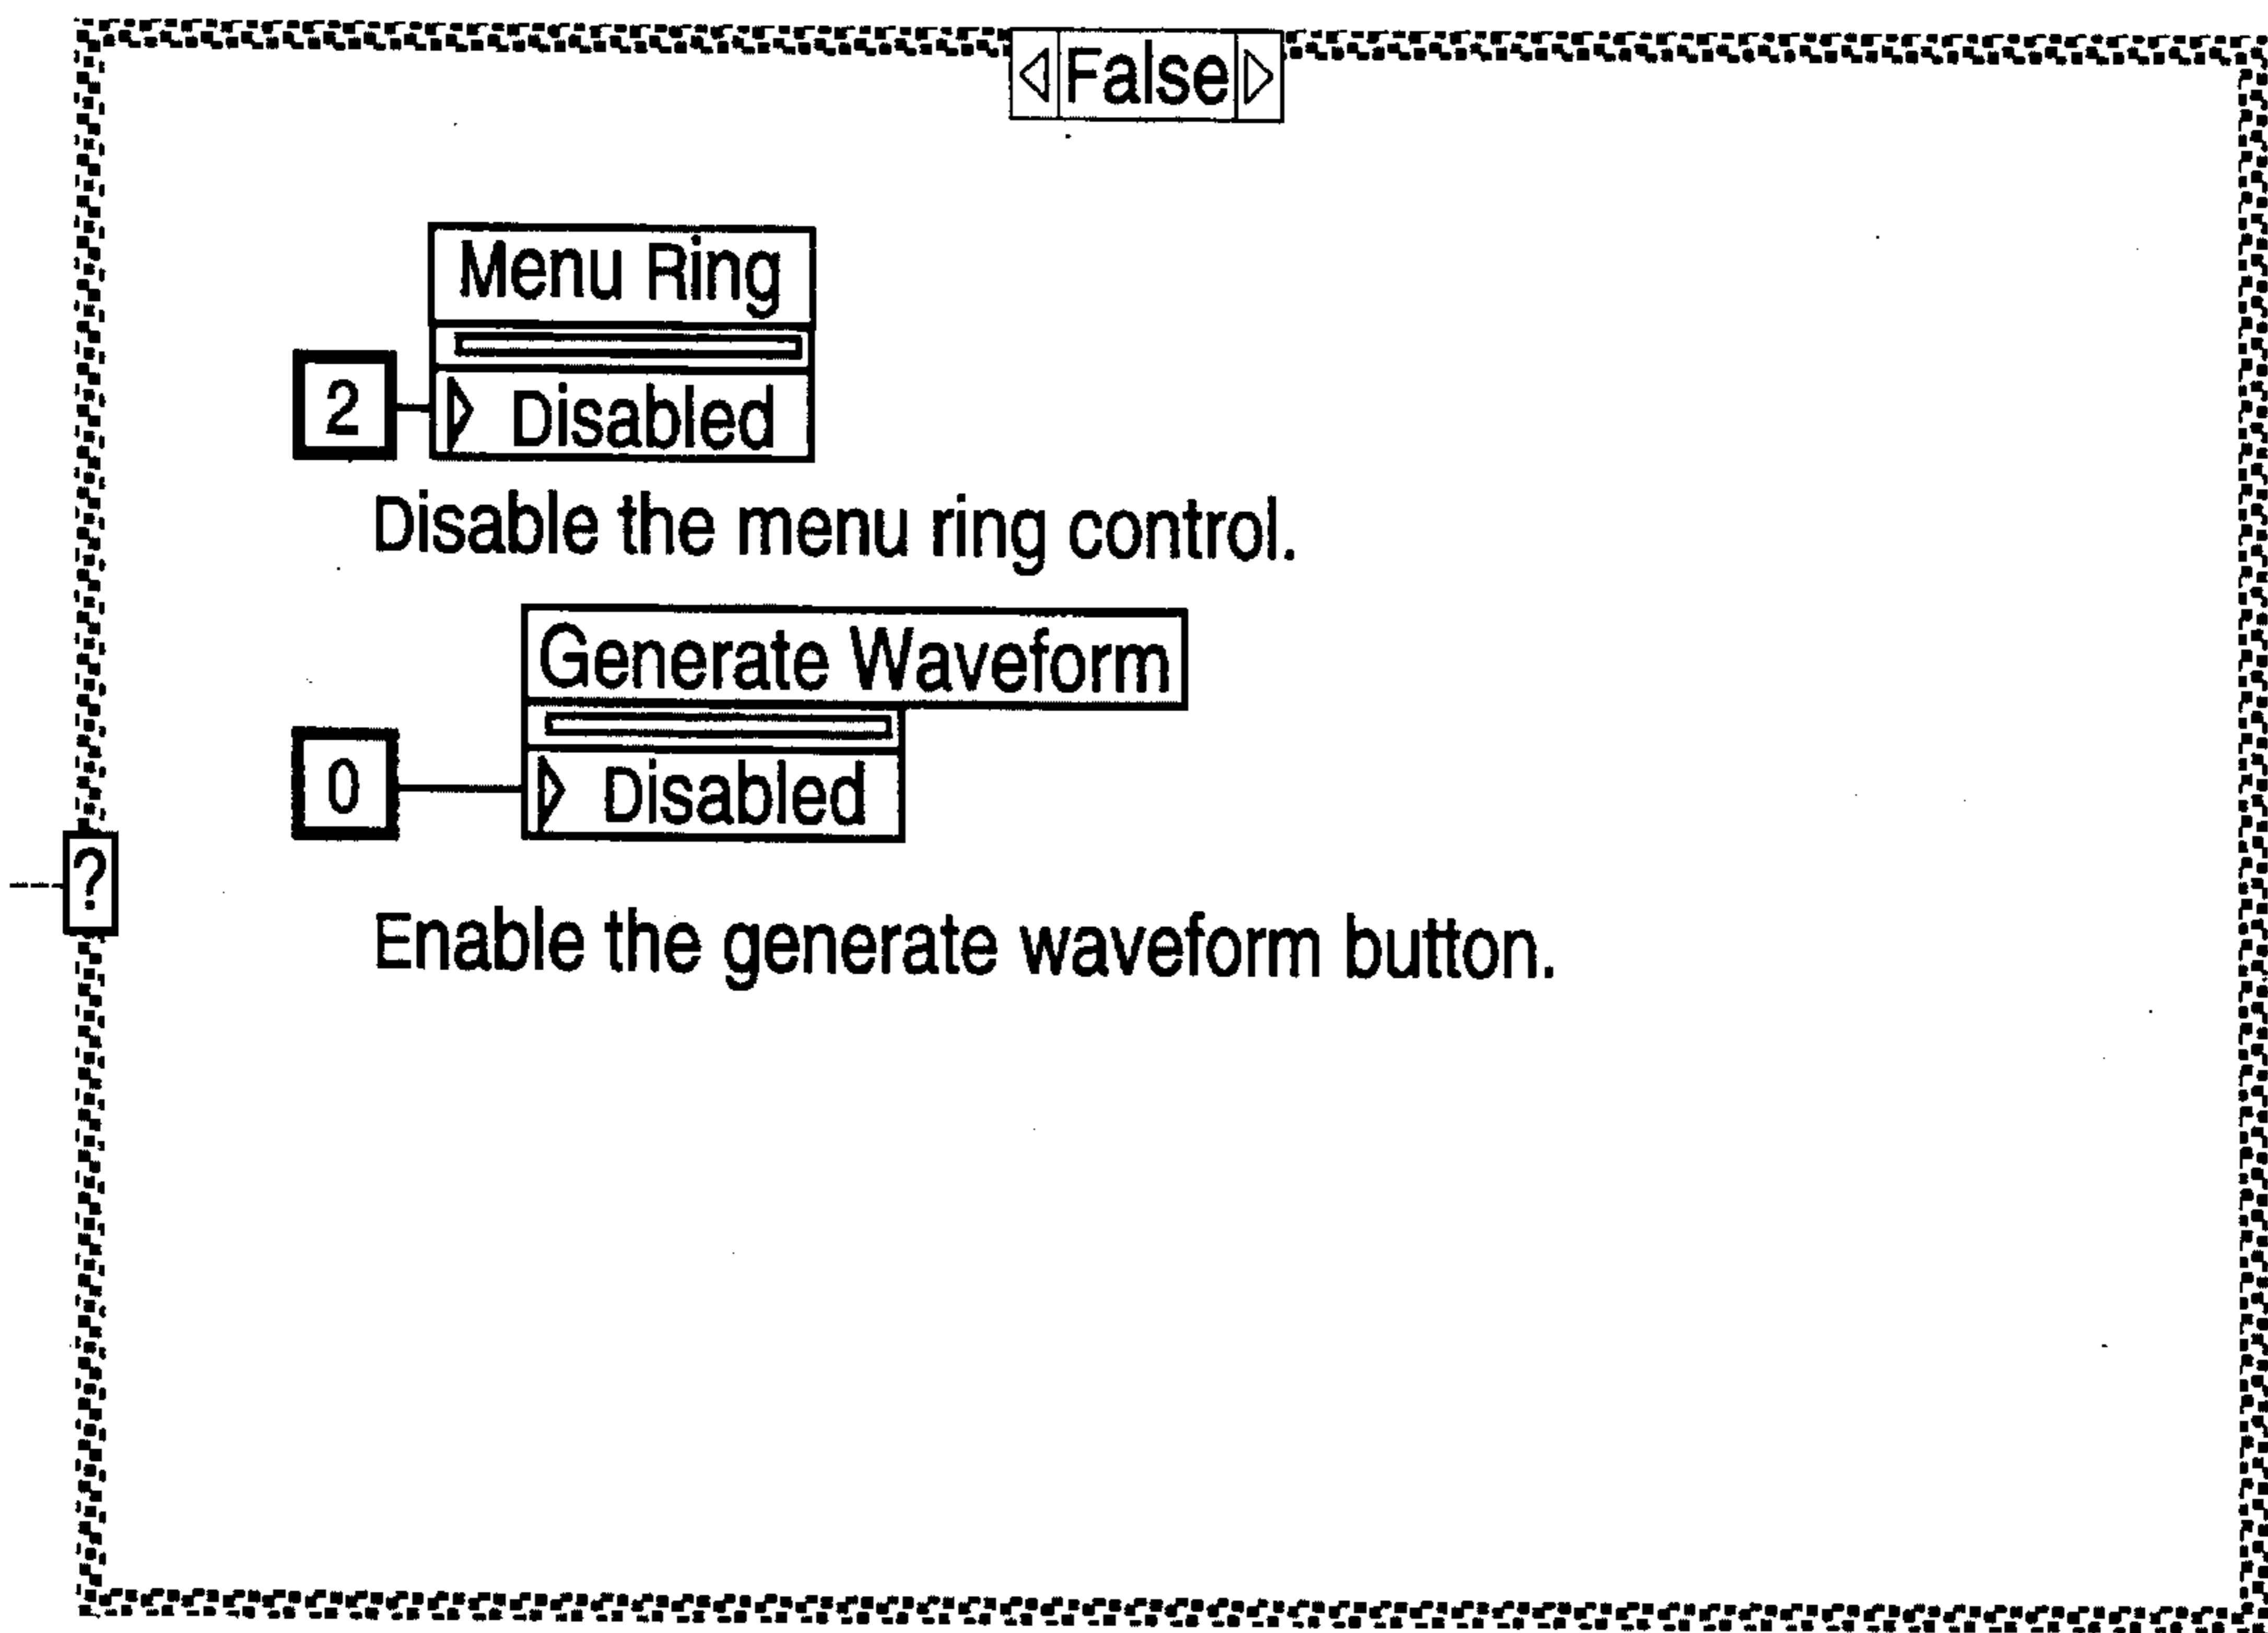 False
Menu Ring
2
Disabled
Disable the menu ring control.
Generate Waveform
0
Disabled
?
Enable the generate waveform button.